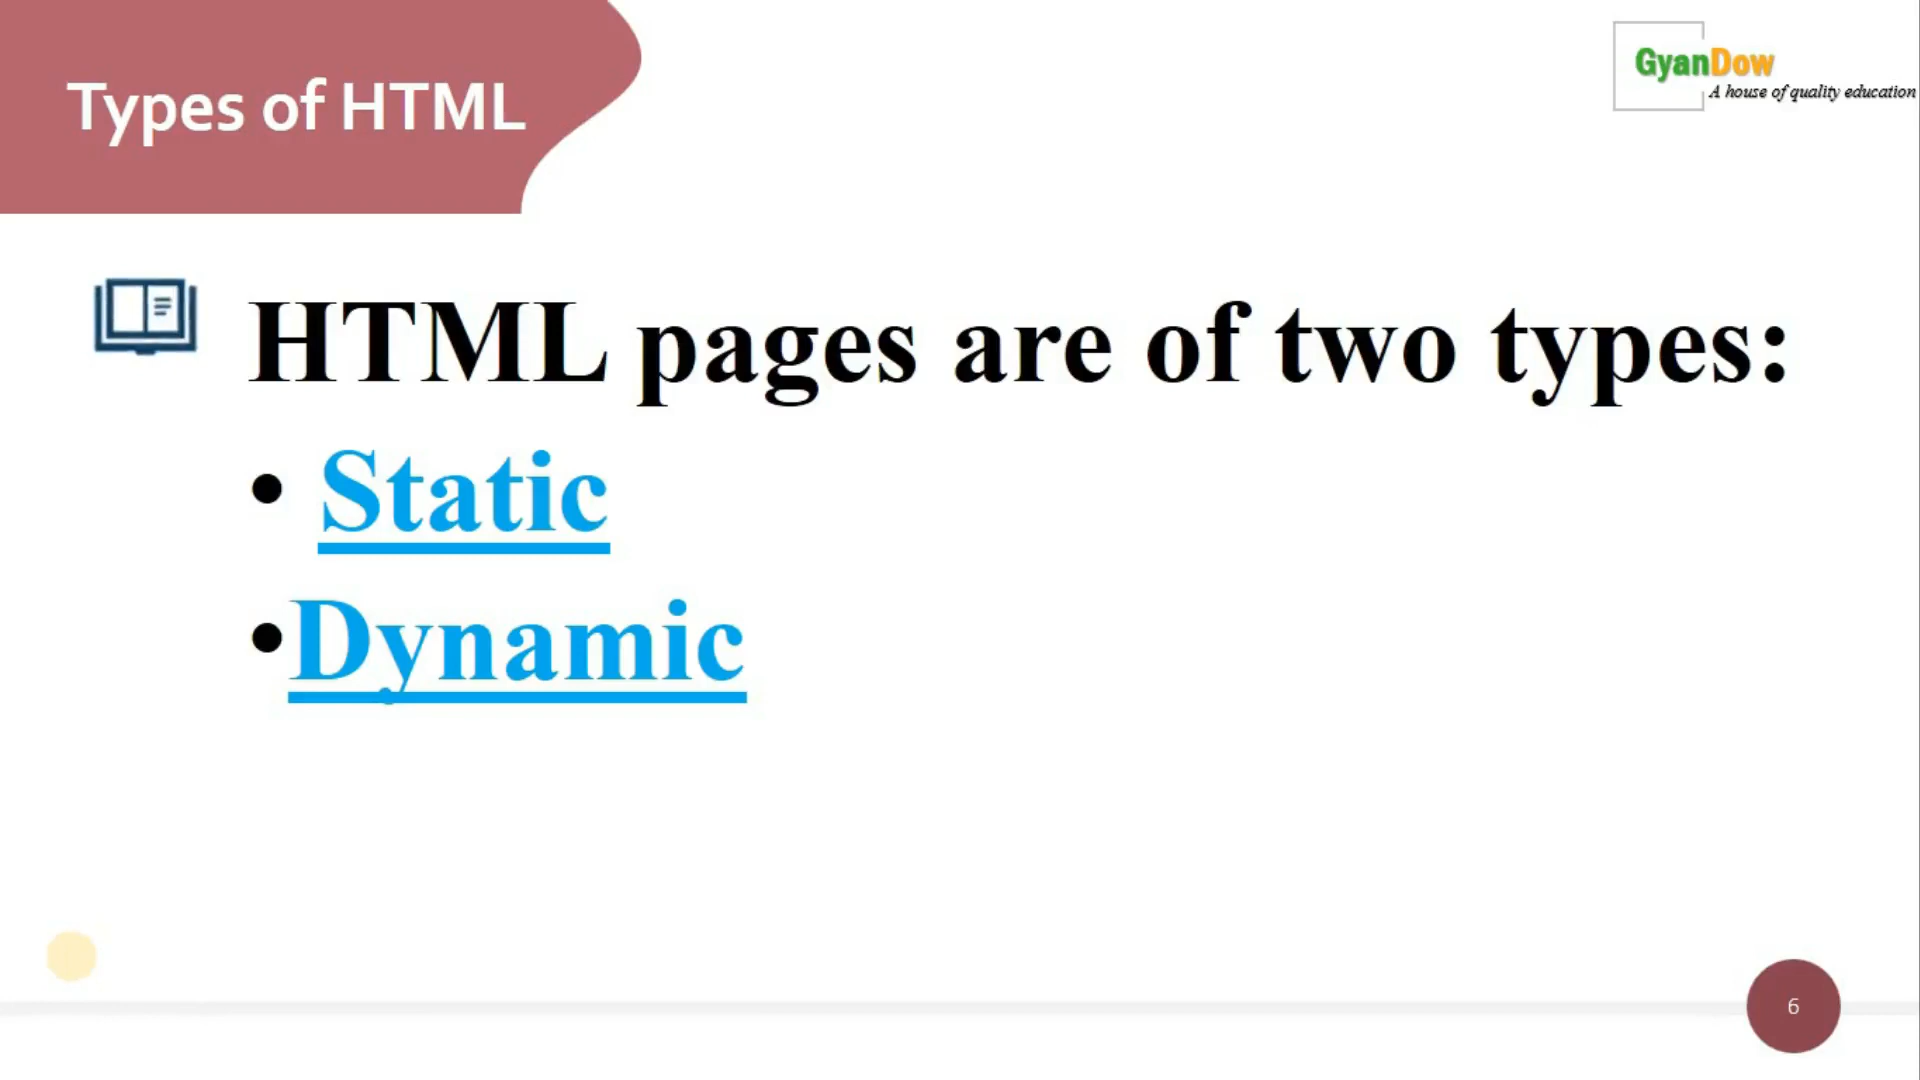 Types of HTML
GyanDow
A house of quality education
HTML pages are of two types:
• Static
•Dynamic
6